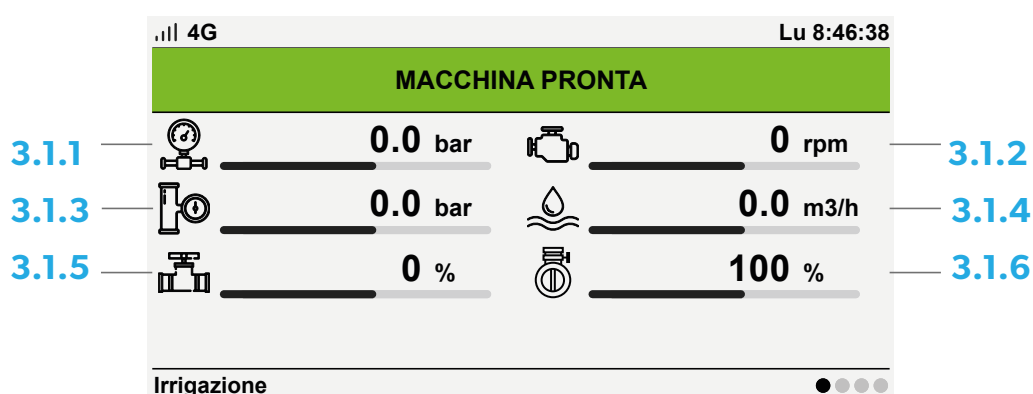 4G Lu 8:46:38
MACCHINA PRONTA
3.1.1 0.0 bar 0 rpm 3.1.2
3.1.3 0.0 bar 0.0 m3/h 3.1.4
3.1.5 0 % 100 % 3.1.6
Irrigazione